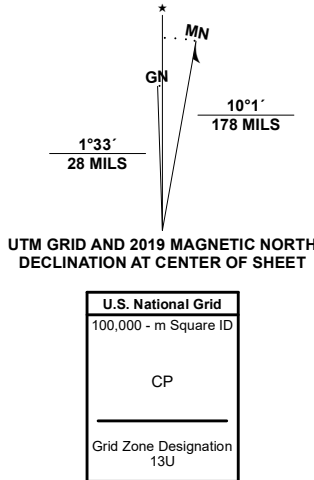 ★
MN
GN
1°33´
28 MILS
10°1´
178 MILS
UTM GRID AND 2019 MAGNETIC NORTH
DECLINATION AT CENTER OF SHEET
U.S. National Grid
100,000 - m Square ID
CP
Grid Zone Designation
13U